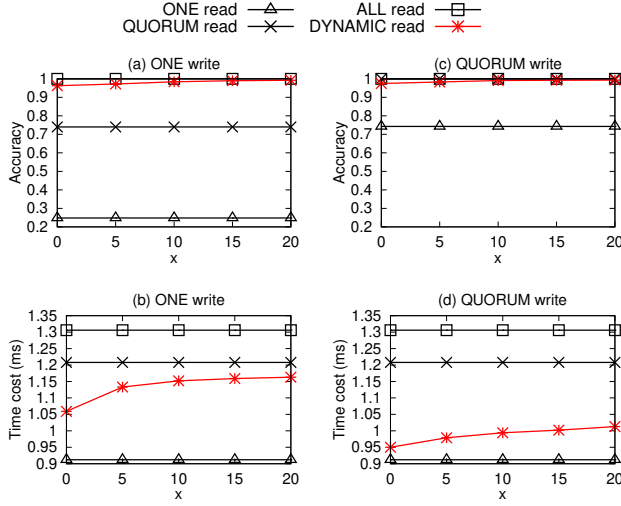 ONE read
ALL read
QUORUM read
DYNAMIC read
(a) ONE write
Accuracy
1
0.9
0.8
0.7
0.6
0.5
0.4
0.3
0.2
0 5 10 15 20
x
(c) QUORUM write
Accuracy
1
0.9
0.8
0.7
0.6
0.5
0.4
0.3
0.2
0 5 10 15 20
x
(b) ONE write
Time cost (ms)
1.35
1.3
1.25
1.2
1.15
1.1
1.05
1
0.95
0.9
0 5 10 15 20
x
(d) QUORUM write
Time cost (ms)
1.35
1.3
1.25
1.2
1.15
1.1
1.05
1
0.95
0.9
0 5 10 15 20
x